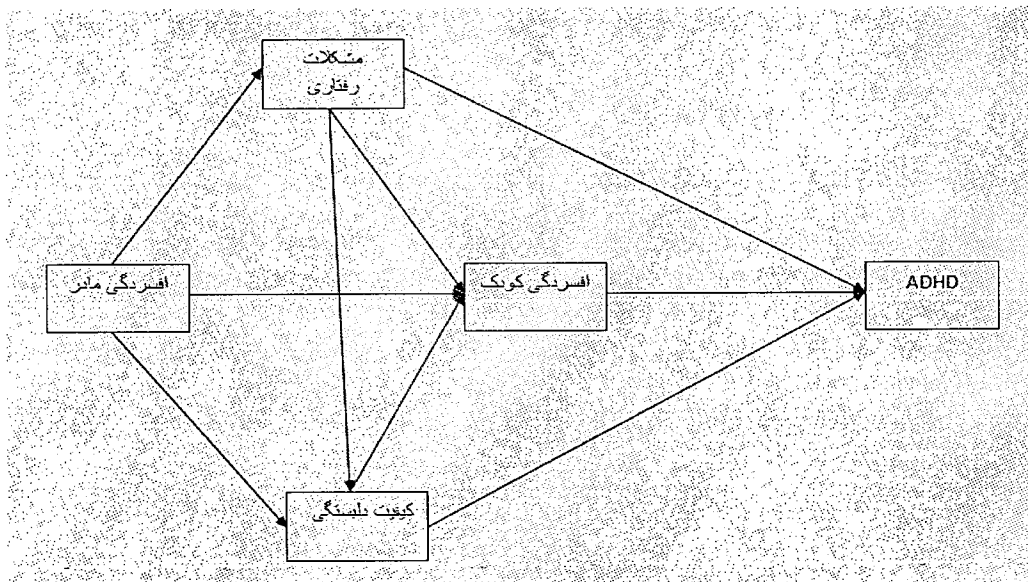 مشکلات
رفتاری
افسردگی مادر
افسردگی کودک
ADHD
کیفیت دلبستگی